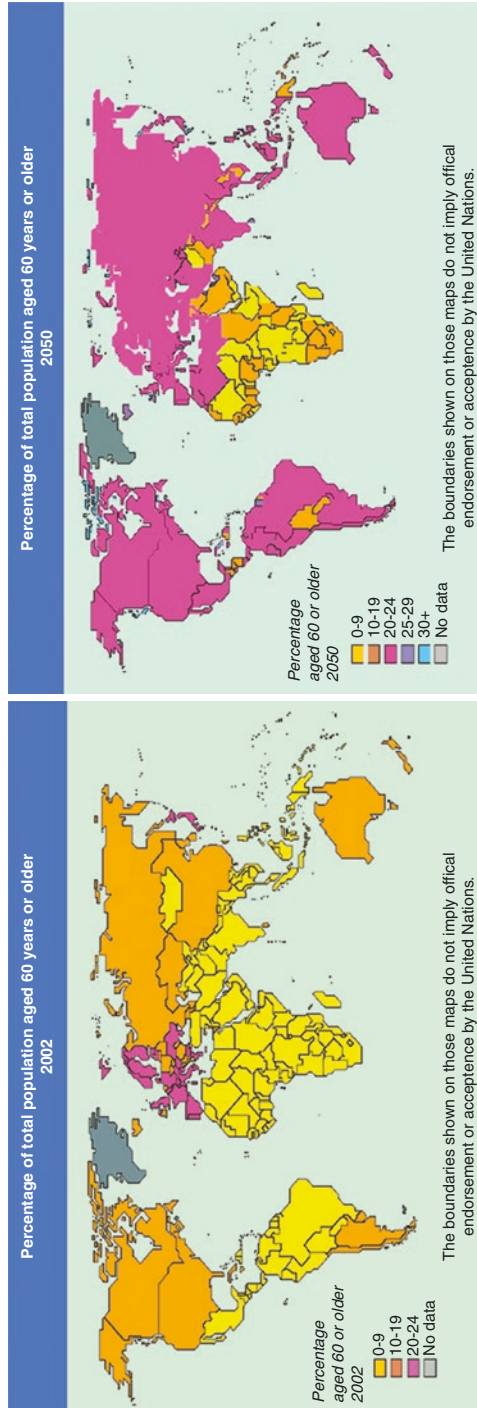 Percentage of total population aged 60 years or older
2002
Percentage
aged 60 or older
2002
0-9
10-19
20-24
No data
The boundaries shown on those maps do not imply offical
endorsement or acceptence by the United Nations.
Percentage of total population aged 60 years or older
2050
Percentage
aged 60 or older
2050
0-9
10-19
20-24
25-29
30+
No data
The boundaries shown on those maps do not imply offical
endorsement or acceptence by the United Nations.